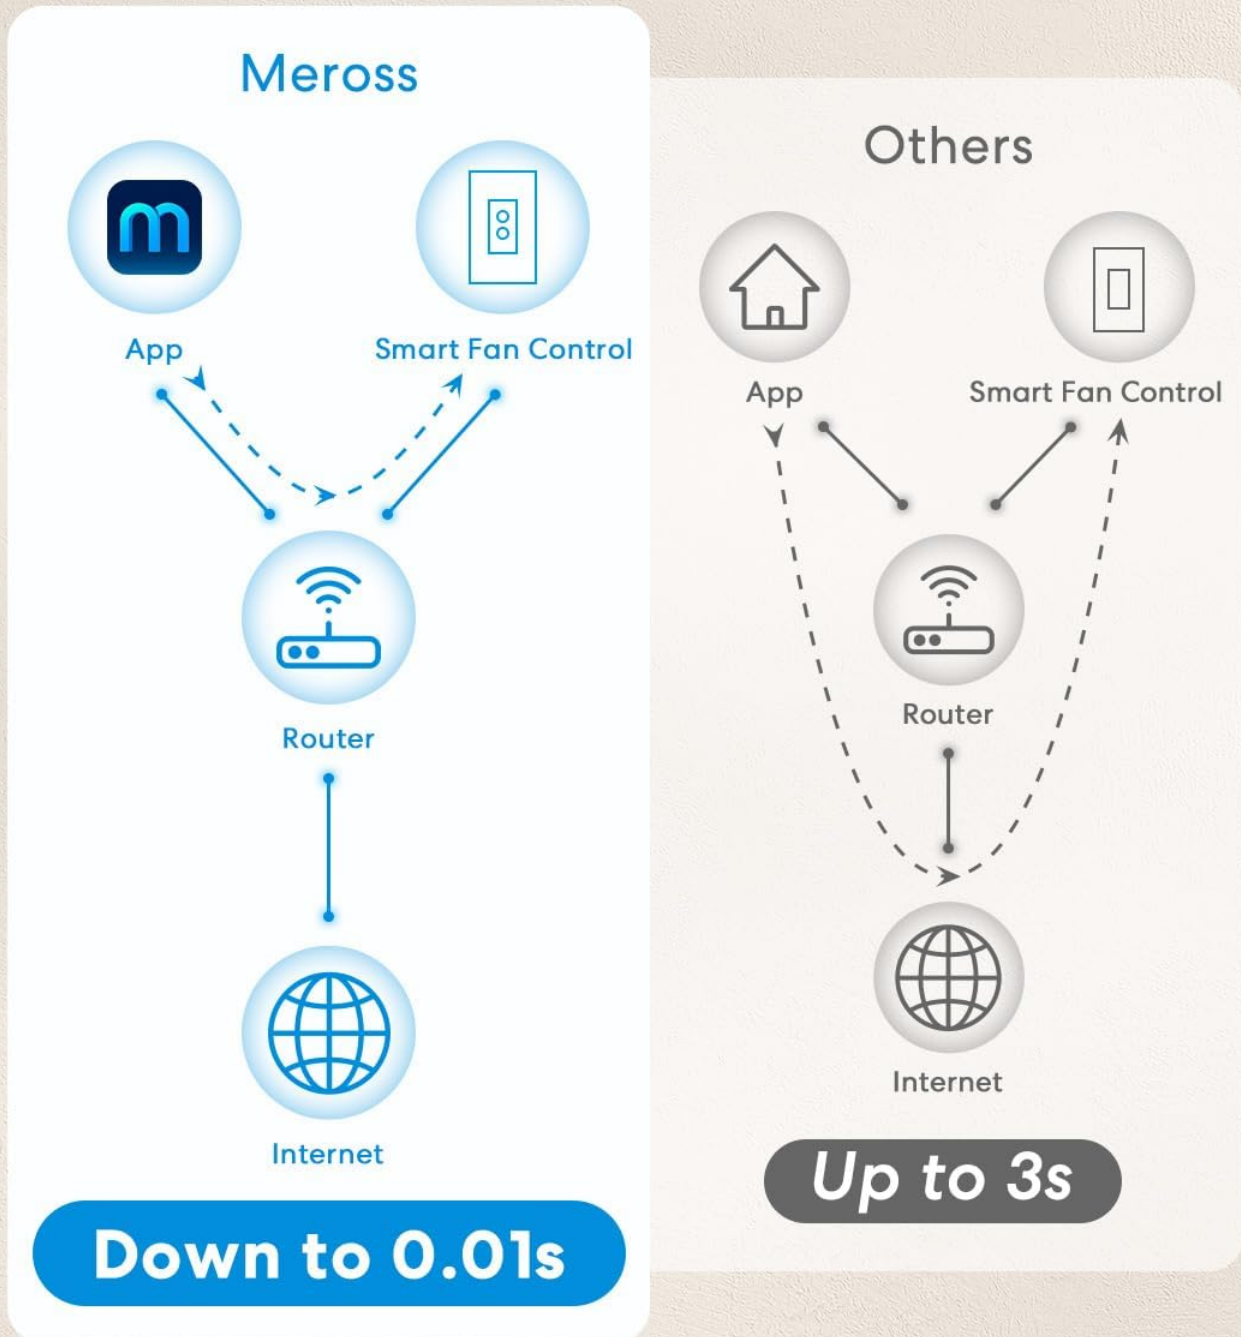 Meross
App
Smart Fan Control
Router
Internet
Down to 0.01s
Others
App
Smart Fan Control
Router
Internet
Up to 3s